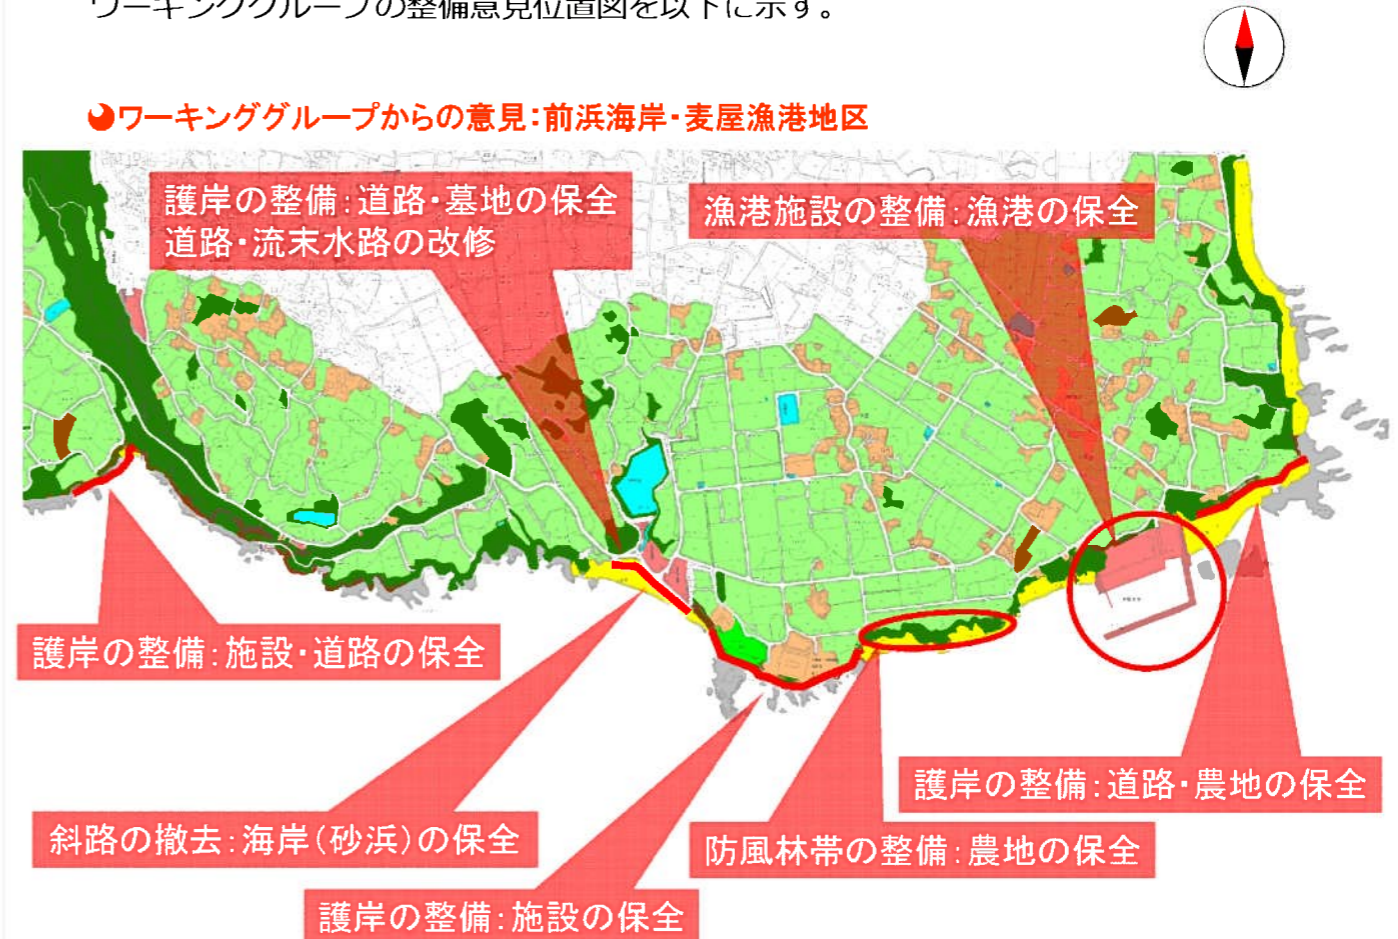 ワーキンググループの整備意見位置図を以下に示す。
ワーキンググループからの意見:前浜海岸・麦屋漁港地区
護岸の整備:道路・墓地の保全
道路・流末水路の改修
漁港施設の整備:漁港の保全
護岸の整備:施設・道路の保全
護岸の整備:道路・農地の保全
斜路の撤去:海岸(砂浜)の保全
防風林帯の整備:農地の保全
護岸の整備:施設の保全